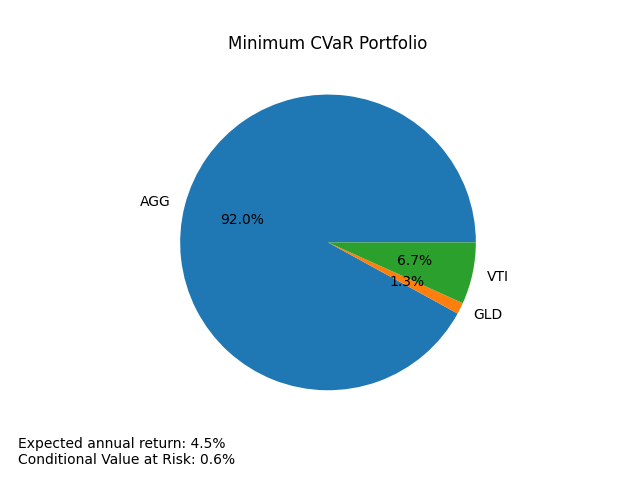 Minimum CVaR Portfolio
AGG
92.0%
6.7%
VTI
1.3%
GLD
Expected annual return: 4.5%
Conditional Value at Risk: 0.6%